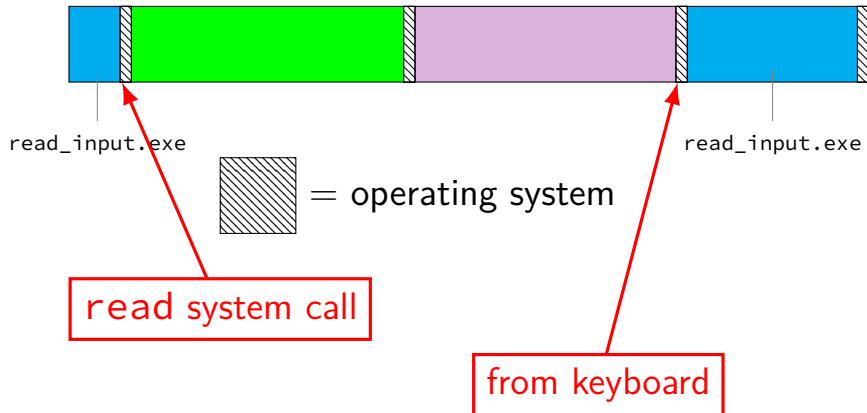 read_input.exe
read_input.exe
= operating system
read system call
from keyboard